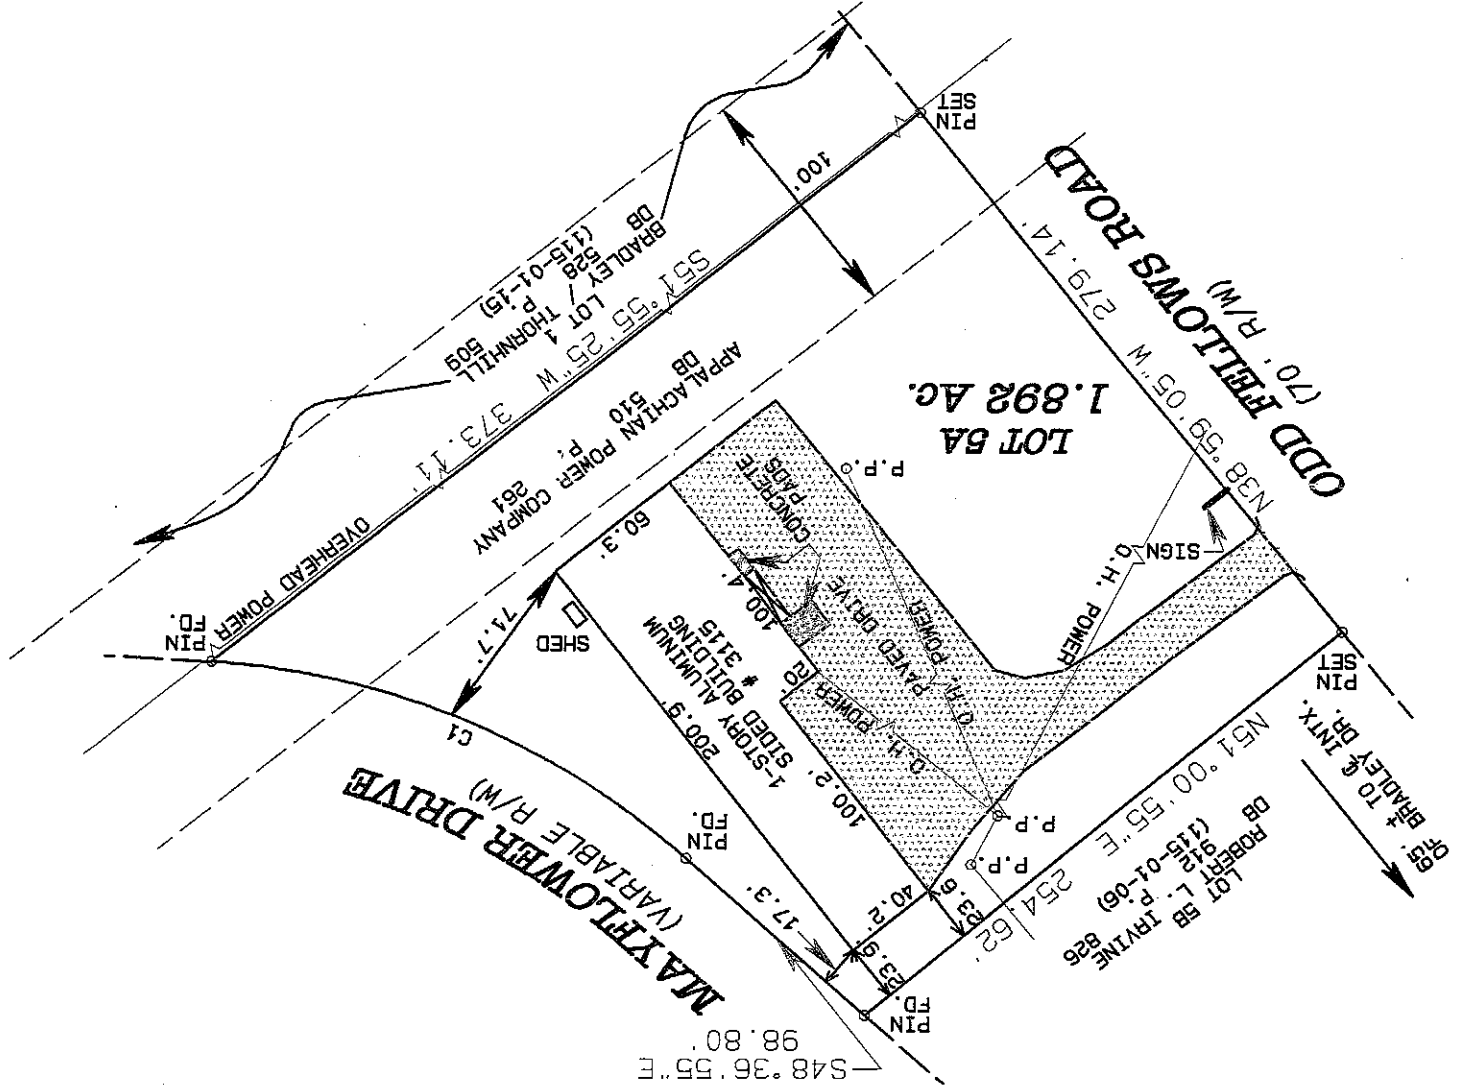 S48°36'55"E
98.80'
MAYFLOWER DRIVE
(VARIABLE R/W)
PIN
FD.
PIN
FD.
PIN
FD.
17.3'
23.9'
23.6'
40.2'
254.62'
N51°00'55"E
LOT 5B
ROBERT L. IRVINE
DB 912 P. 826
(115-01-06)
TO ℄ INTX.
BRADLEY DR.
PIN
SET
P.P.
P.P.
P.P.
O.H. POWER
O.H. POWER
O.H. POWER
PAVED DRIVE
CONCRETE
PADS
1-STORY ALUMINUM
SIDED BUILDING
# 3115
100.2'
200.9'
20.
100.4'
60.3'
71.7'
SHED
C1
SIGN
LOT 5A
1.892 Ac.
ODD FELLOWS ROAD
(70' R/W)
N38°59'05"W
279.14'
PIN
SET
100'
APPALACHIAN POWER COMPANY
DB 510 P. 261
S51°55'25"W
373.11'
OVERHEAD POWER
LOT 1
BRADLEY THORNHILL
DB 528 P. 509
(115-01-15)